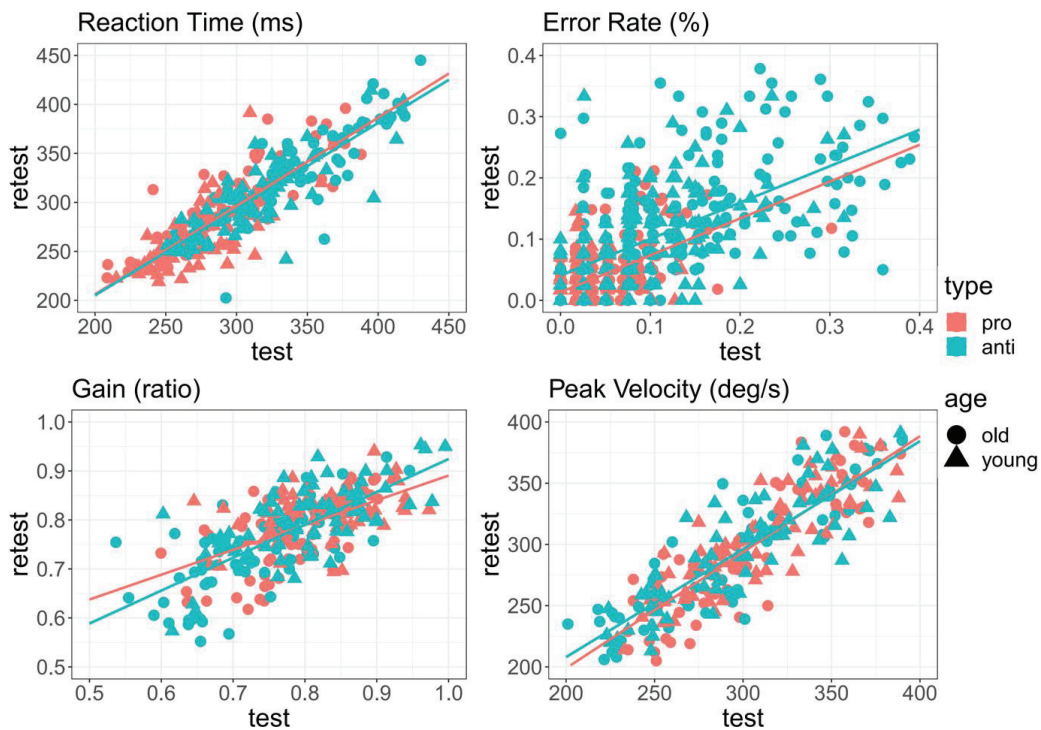 Reaction Time (ms)
450
400
350
300
250
200
retest
200 250 300 350 400 450
test
Error Rate (%)
0.4
0.3
0.2
0.1
0.0
retest
0.0 0.1 0.2 0.3 0.4
test
Gain (ratio)
1.0
0.9
0.8
0.7
0.6
0.5
retest
0.5 0.6 0.7 0.8 0.9 1.0
test
Peak Velocity (deg/s)
400
350
300
250
200
retest
200 250 300 350 400
test
type
pro
anti
age
old
young